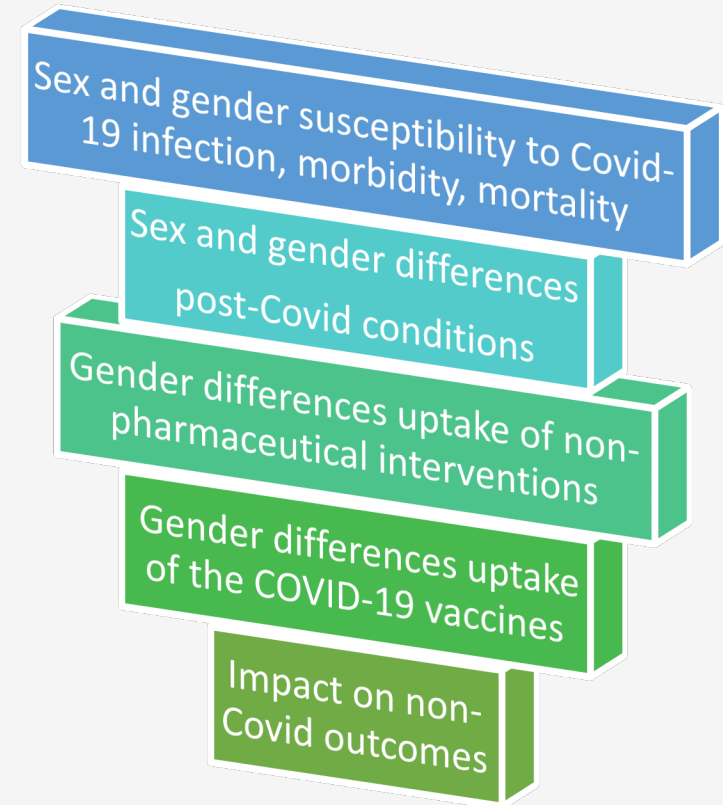 Sex and gender susceptibility to Covid-
19 infection, morbidity, mortality
Sex and gender differences
post-Covid conditions
Gender differences uptake of non-
pharmaceutical interventions
Gender differences uptake
of the COVID-19 vaccines
Impact on non-
Covid outcomes